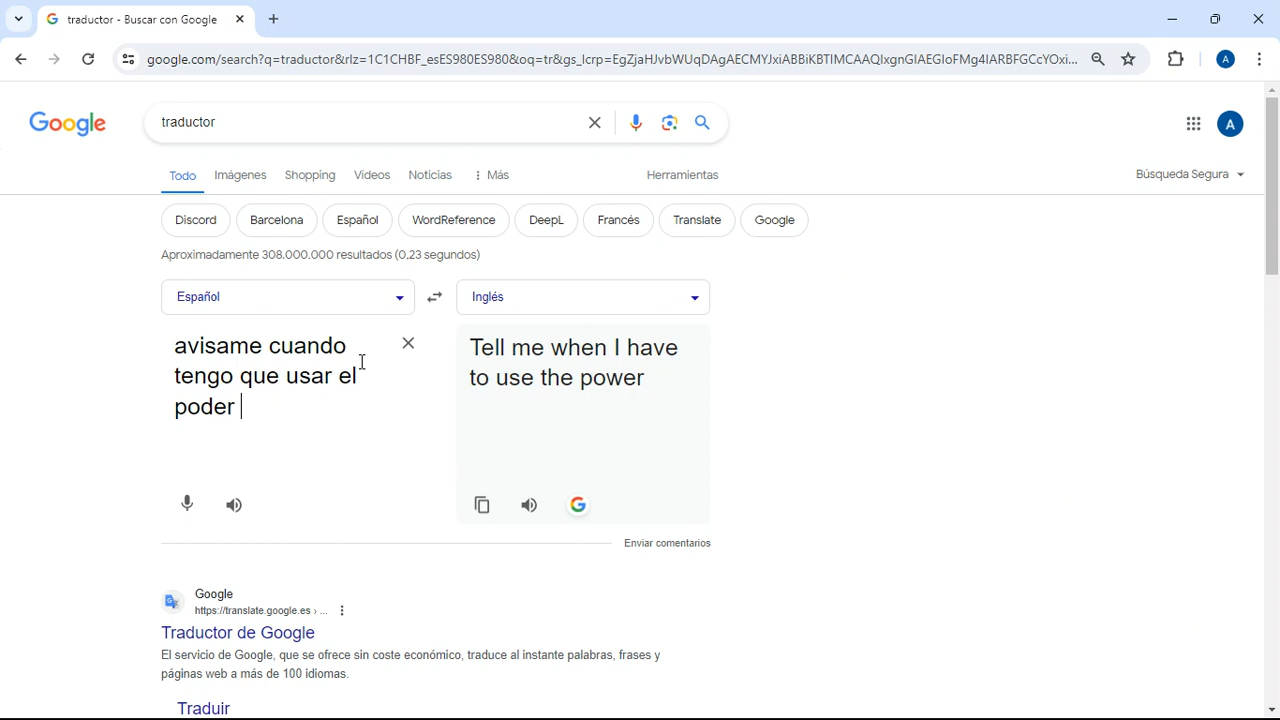 traductor - Buscar con Google
google.com/search?q=traductor&rlz=1C1CHBF_esES980ES980&oq=tr&gs_lcrp=EgZjaHJvbWUqDAgAECMYJxiABBiKBTIMCAAQIxgnGIAEGIoFMg4IARBFGCcYOxi...
A
Google
traductor
A
Todo
Imágenes
Shopping
Videos
Noticias
Más
Herramientas
Búsqueda Segura
Discord
Barcelona
Español
WordReference
DeepL
Francés
Translate
Google
Aproximadamente 308.000.000 resultados (0,23 segundos)
Español
Inglés
avisame cuando
tengo que usar el
poder
Tell me when I have
to use the power
Enviar comentarios
Google
https://translate.google.es › ...
Traductor de Google
El servicio de Google, que se ofrece sin coste económico, traduce al instante palabras, frases y
páginas web a más de 100 idiomas.
Traduir